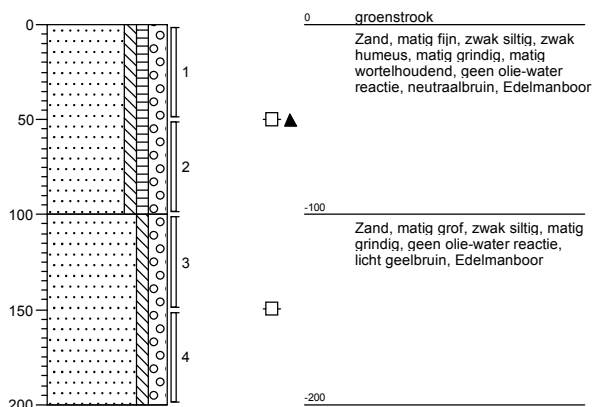 0
groenstrook
0
Zand, matig fijn, zwak siltig, zwak
humeus, matig grindig, matig
wortelhoudend, geen olie-water
reactie, neutraalbruin, Edelmanboor
1
50
2
100
-100
Zand, matig grof, zwak siltig, matig
grindig, geen olie-water reactie,
licht geelbruin, Edelmanboor
3
150
4
200
-200